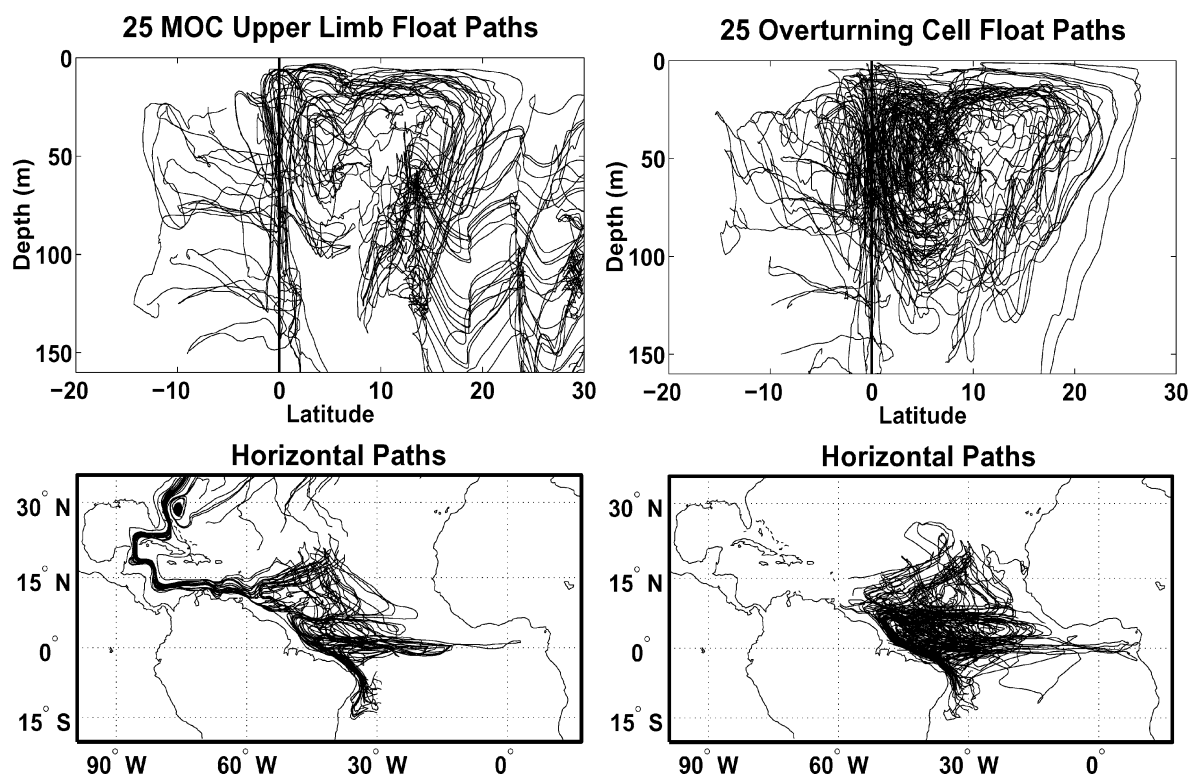 25 MOC Upper Limb Float Paths
0
50
100
150
Depth (m)
−20 −10 0 10 20 30
Latitude
25 Overturning Cell Float Paths
0
50
100
150
Depth (m)
−20 −10 0 10 20 30
Latitude
Horizontal Paths
30° N
15° N
0°
15° S
90° W 60° W 30° W 0°
Horizontal Paths
30° N
15° N
0°
15° S
90° W 60° W 30° W 0°